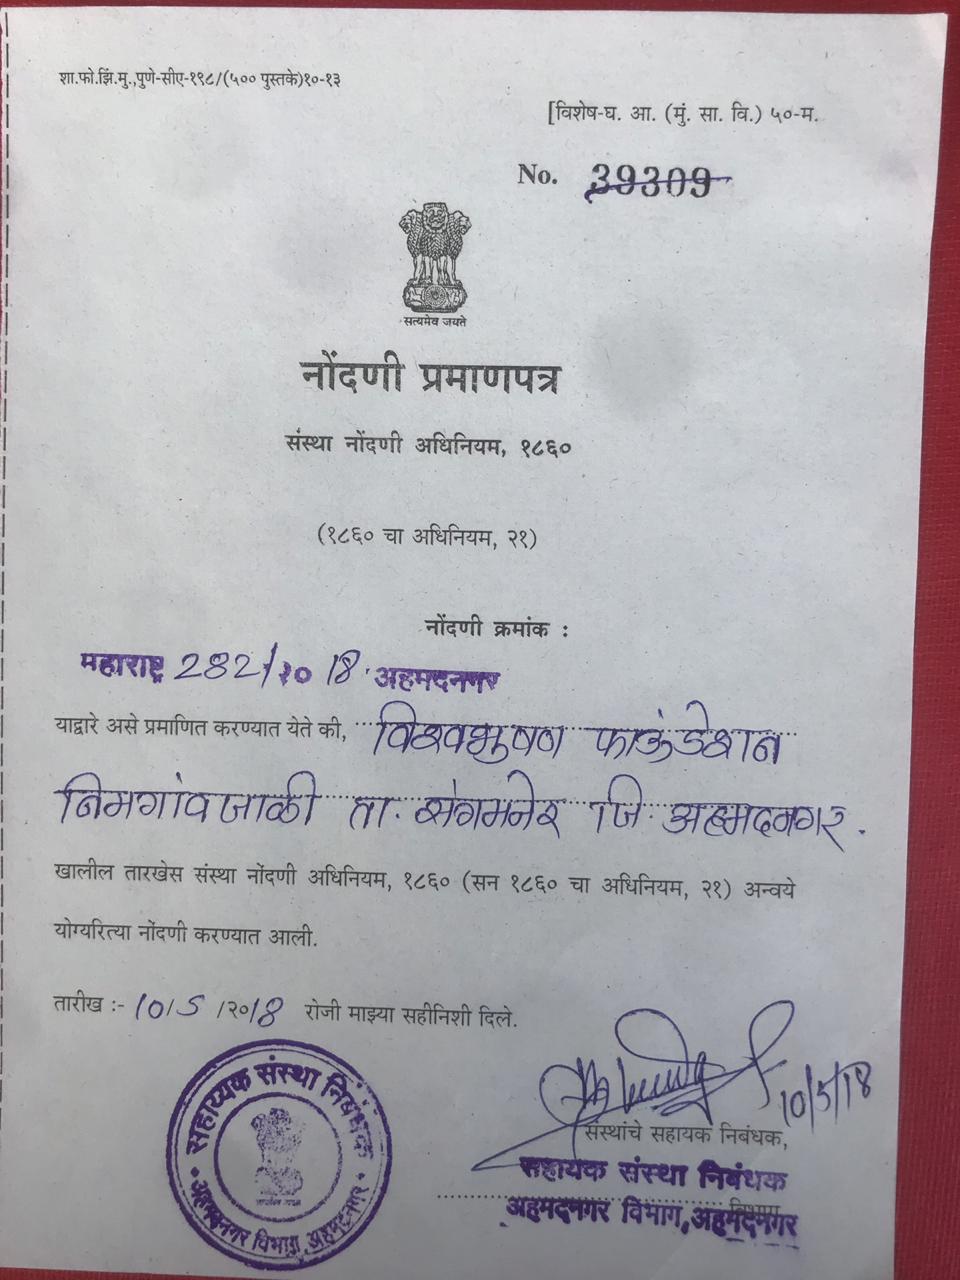 शा.फो.झिं.मु.,पुणे-सीए-१९८/(५०० पुस्तके)१०-१३
[विशेष-घ. आ. (मुं. सा. वि.) ५०-म.
No. 39309
सत्यमेव जयते
नोंदणी प्रमाणपत्र
संस्था नोंदणी अधिनियम, १८६०
(१८६० चा अधिनियम, २१)
नोंदणी क्रमांक :
महाराष्ट्र 282/२०18 अहमदनगर
याद्वारे असे प्रमाणित करण्यात येते की, विश्वभुषण फाऊंडेशान
निमगांवजाळी ता. संगमनेर जि. अहमदनगर.
खालील तारखेस संस्था नोंदणी अधिनियम, १८६० (सन १८६० चा अधिनियम, २१) अन्वये
योग्यरित्या नोंदणी करण्यात आली.
तारीख :- 10/5/२०18 रोजी माझ्या सहीनिशी दिले.
10/5/18
संस्थांचे सहायक निबंधक,
सहायक संस्था निबंधक
विभाग
अहमदनगर विभाग, अहमदनगर
सहाय्यक संस्था निबंधक
अहमदनगर विभाग, अहमदनगर